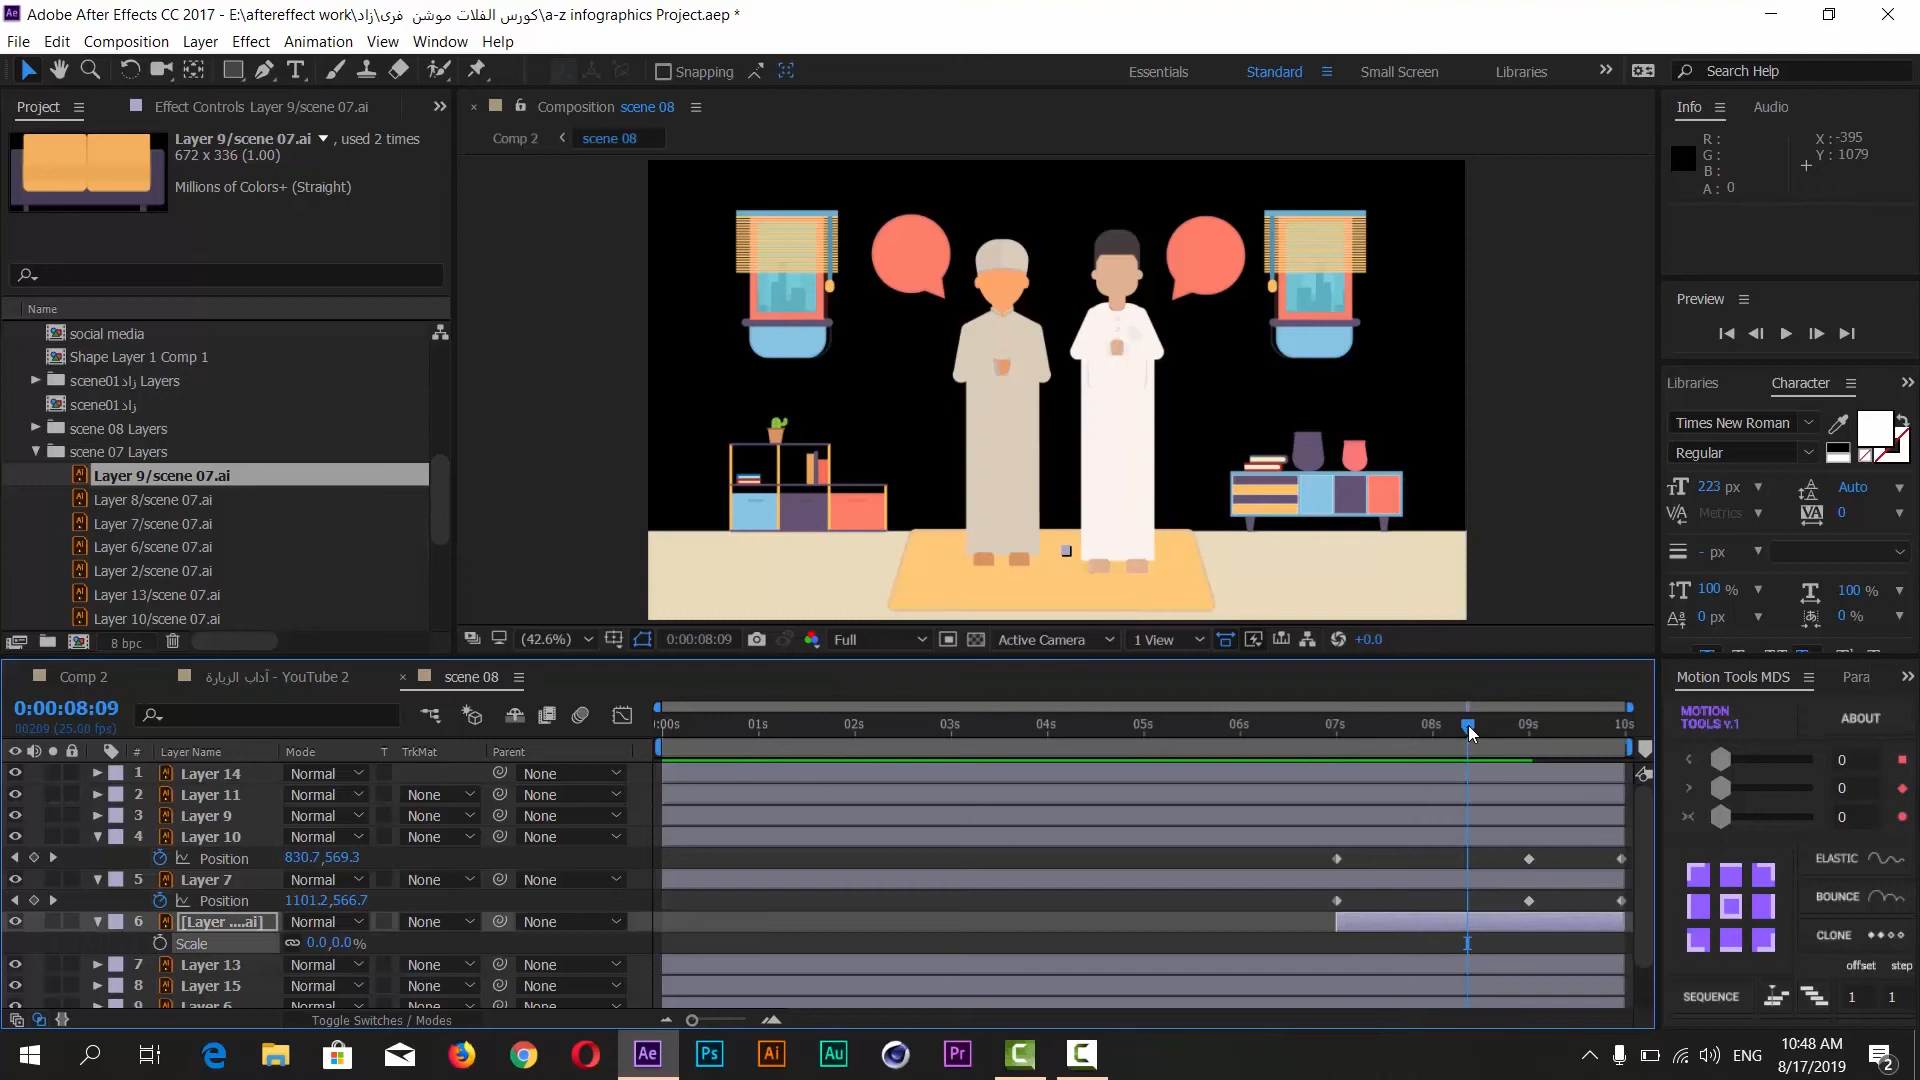 Adobe After Effects CC 2017 - E:\aftereffect work\كورس الفلات موشن فرى\زاد\a-z infographics Project.aep *
File Edit Composition Layer Effect Animation View Window Help
Snapping Essentials Standard Small Screen Libraries Search Help
Project Effect Controls Layer 9/scene 07.ai
Layer 9/scene 07.ai , used 2 times
672 x 336 (1.00)
Millions of Colors+ (Straight)
Name
social media
Shape Layer 1 Comp 1
scene01زاد Layers
scene01زاد
scene 08 Layers
scene 07 Layers
Layer 9/scene 07.ai
Layer 8/scene 07.ai
Layer 7/scene 07.ai
Layer 6/scene 07.ai
Layer 2/scene 07.ai
Layer 13/scene 07.ai
Layer 10/scene 07.ai
8 bpc
Composition scene 08
Comp 2 scene 08
(42.6%) 0:00:08:09 Full Active Camera 1 View +0.0
Info Audio
R :
G :
B :
A : 0
X : -395
Y : 1079
Preview
Libraries Character
Times New Roman
Regular
223 px Auto
Metrics 0
- px
100 % 100 %
0 px 0 %
Comp 2 آداب الزيارة - YouTube 2 scene 08
0:00:08:09
00209 (25.00 fps)
:00s 01s 02s 03s 04s 05s 06s 07s 08s 09s 10s
# Layer Name Mode T TrkMat Parent
1 Layer 14 Normal None
2 Layer 11 Normal None None
3 Layer 9 Normal None None
4 Layer 10 Normal None None
Position 830.7,569.3
5 Layer 7 Normal None None
Position 1101.2,566.7
6 [Layer ....ai] Normal None None
Scale 0.0,0.0%
7 Layer 13 Normal None None
8 Layer 15 Normal None None
9 Layer 6 Normal None None
Toggle Switches / Modes
Motion Tools MDS Para
MOTION TOOLS v.1 ABOUT
0
0
0
ELASTIC
BOUNCE
CLONE
offset step
SEQUENCE 1 1
Ae Ps Ai Au Pr
ENG
10:48 AM
8/17/2019
2